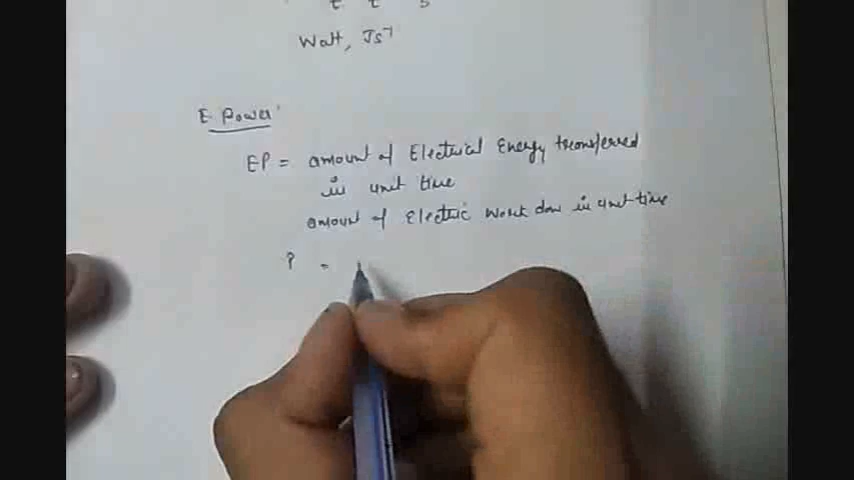 t t s
Watt, Js⁻¹
E Power
EP = amount of Electrical Energy transferred
in unit time
amount of Electric Work done in unit time
P =